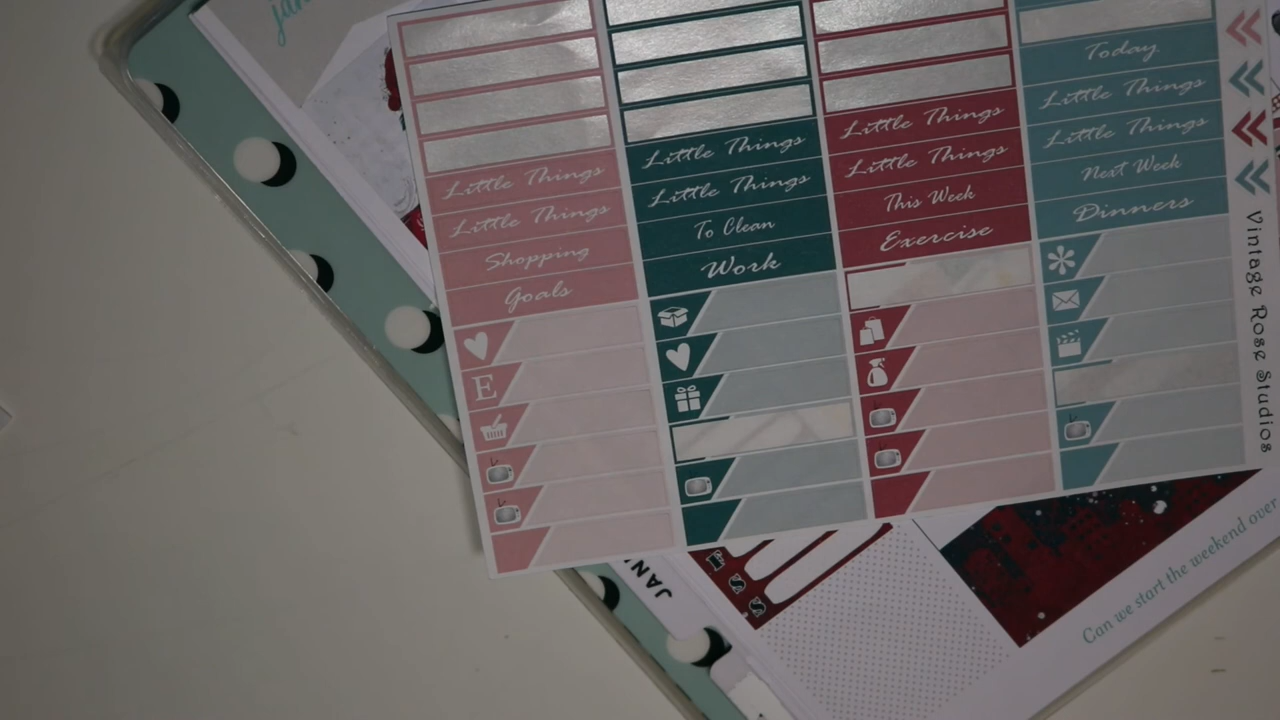 Little Things
Little Things
Shopping
Goals
E
Little Things
Little Things
To Clean
Work
Little Things
Little Things
This Week
Exercise
Today
Little Things
Little Things
Next Week
Dinners
Vintage Rose Studios
F
S
S
Can we start the weekend over